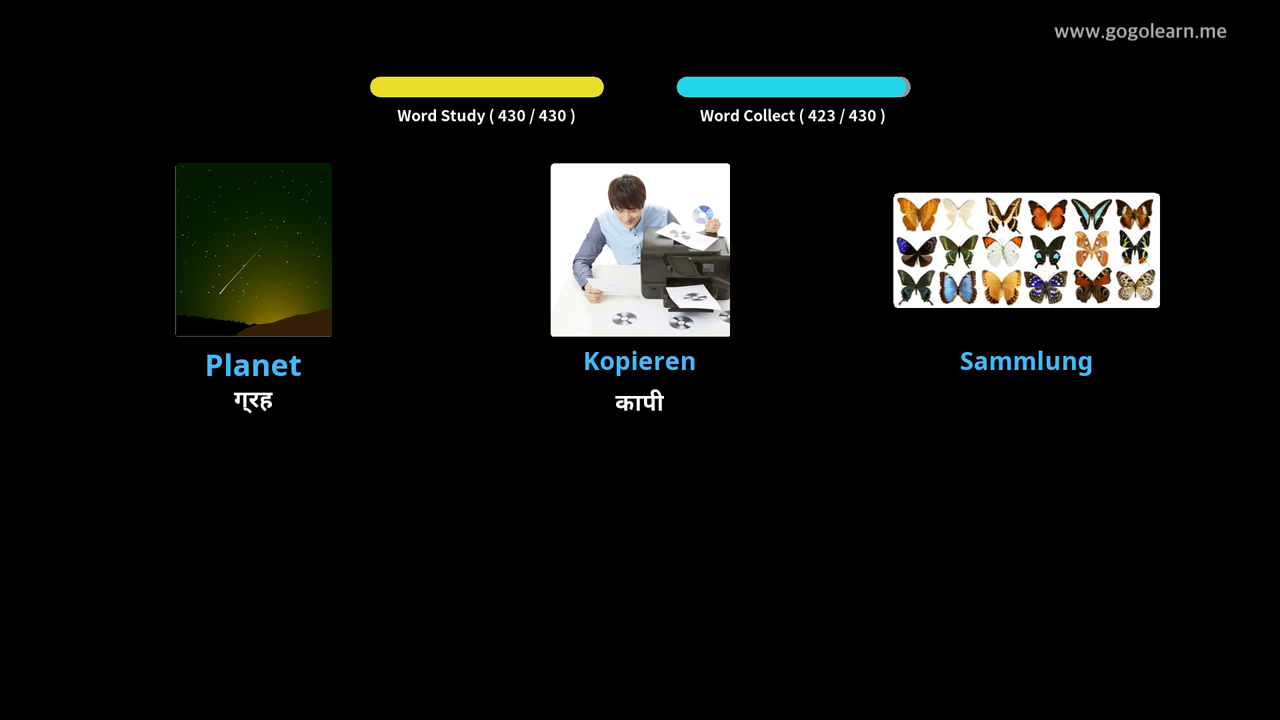 www.gogolearn.me
Word Study ( 430 / 430 )
Word Collect ( 423 / 430 )
Planet
ग्रह
Kopieren
कापी
Sammlung